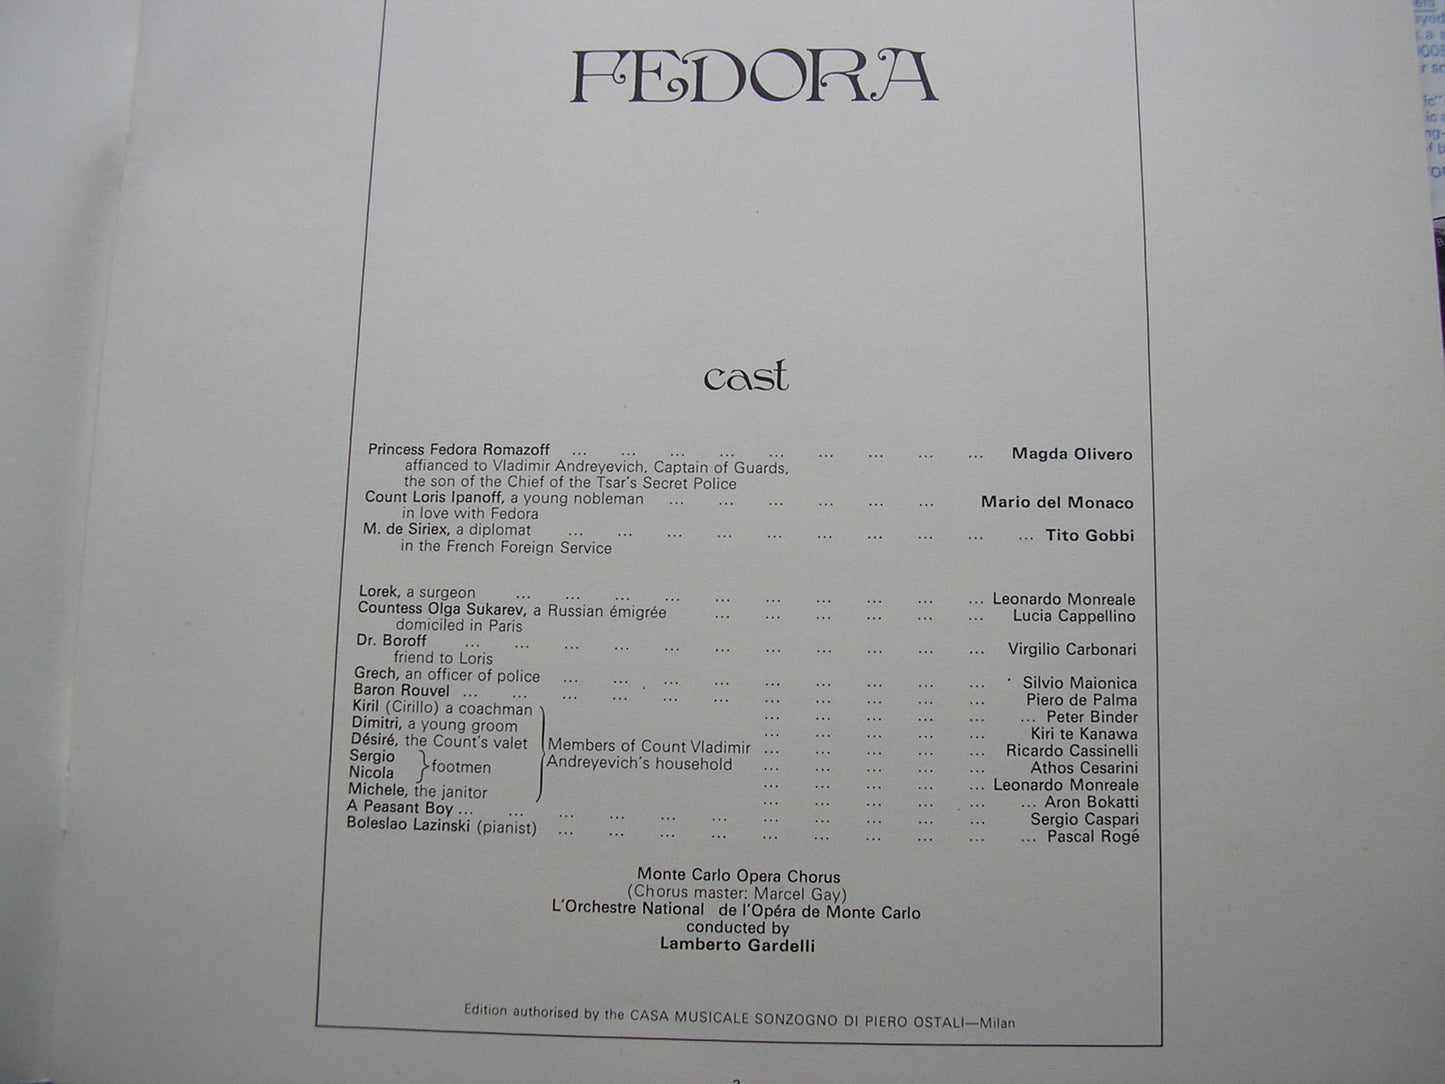 FEDORA
cast
Princess Fedora Romazoff ... ... ... ... ... ... ... ... ... Magda Olivero
affianced to Vladimir Andreyevich, Captain of Guards,
the son of the Chief of the Tsar's Secret Police
Count Loris Ipanoff, a young nobleman ... ... ... ... ... ... Mario del Monaco
in love with Fedora
M. de Siriex, a diplomat ... ... ... ... ... ... ... ... ... ... Tito Gobbi
in the French Foreign Service
Lorek, a surgeon ... ... ... ... ... ... ... ... ... ... Leonardo Monreale
Countess Olga Sukarev, a Russian émigrée ... ... ... ... ... ... Lucia Cappellino
domiciled in Paris
Dr. Boroff ... ... ... ... ... ... ... ... ... ... ... Virgilio Carbonari
friend to Loris
Grech, an officer of police ... ... ... ... ... ... ... ... ... Silvio Maionica
Baron Rouvel ... ... ... ... ... ... ... ... ... ... ... Piero de Palma
Kiril (Cirillo) a coachman ... ... ... ... ... ... Peter Binder
Dimitri, a young groom ... ... ... ... ... Kiri te Kanawa
Désiré, the Count's valet Members of Count Vladimir ... ... ... ... ... Ricardo Cassinelli
Sergio footmen Andreyevich's household ... ... ... ... ... Athos Cesarini
Nicola ... ... ... ... ... Leonardo Monreale
Michele, the janitor ... ... ... ... ... ... Aron Bokatti
A Peasant Boy ... ... ... ... ... ... ... ... ... ... ... Sergio Caspari
Boleslao Lazinski (pianist) ... ... ... ... ... ... ... ... ... ... Pascal Rogé
Monte Carlo Opera Chorus
(Chorus master: Marcel Gay)
L'Orchestre National de l'Opéra de Monte Carlo
conducted by
Lamberto Gardelli
Edition authorised by the CASA MUSICALE SONZOGNO DI PIERO OSTALI—Milan